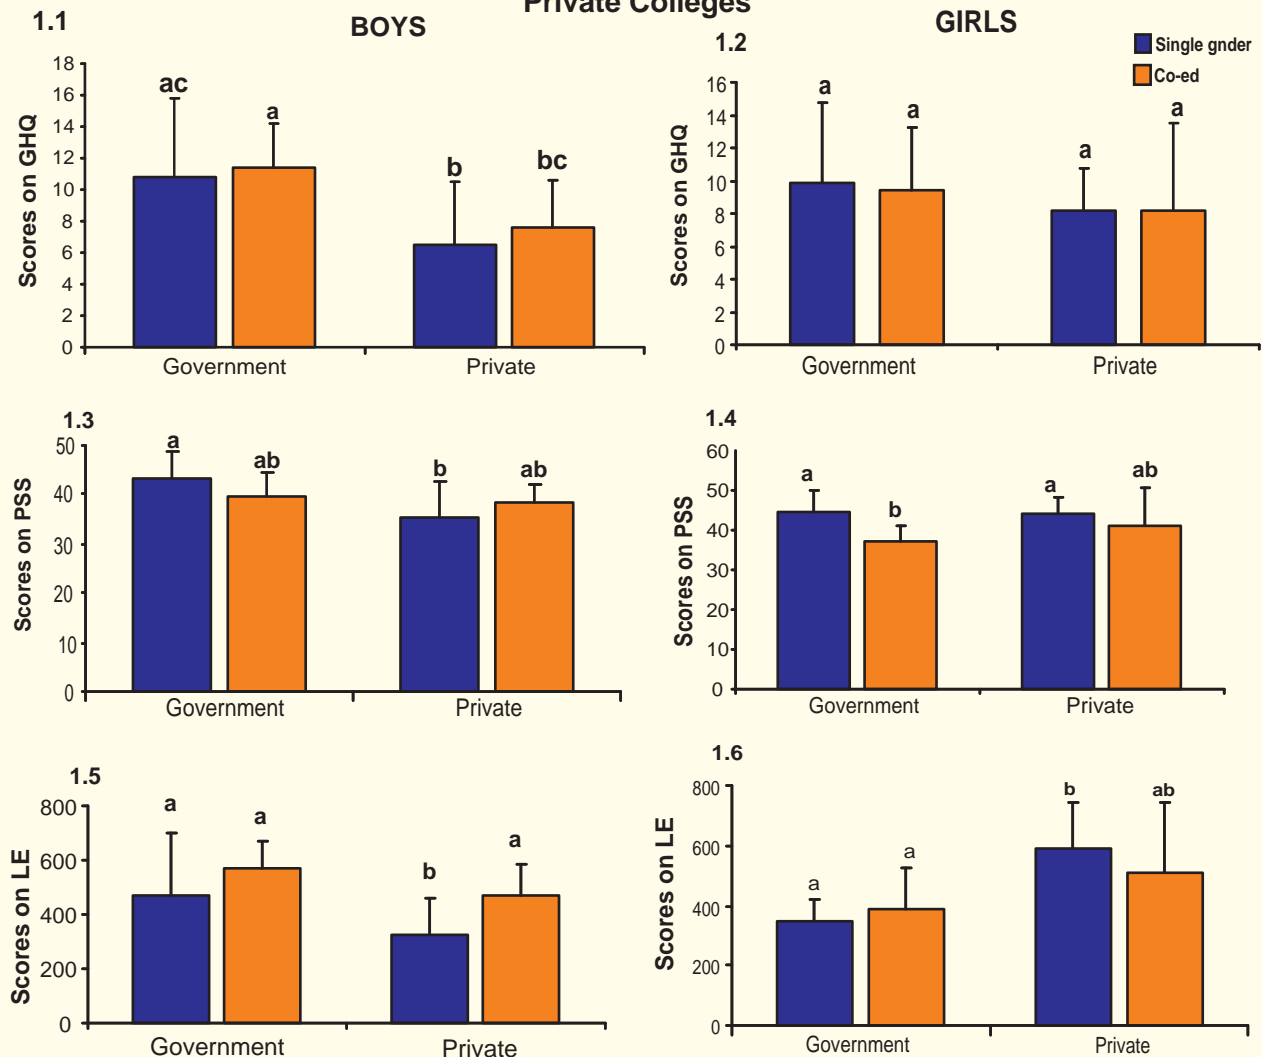 Private Colleges
1.1
BOYS
GIRLS
1.2
Single gnder
Co-ed
Scores on GHQ
18
16
14
12
10
8
6
4
2
0
ac
a
b
bc
Government
Private
Scores on GHQ
16
14
12
10
8
6
4
2
0
a
a
a
a
Government
Private
1.3
Scores on PSS
50
40
30
20
10
0
a
ab
b
ab
Government
Private
1.4
Scores on PSS
60
50
40
30
20
10
0
a
b
a
ab
Government
Private
1.5
Scores on LE
800
600
400
200
0
a
a
b
a
Government
Private
1.6
Scores on LE
800
600
400
200
0
a
a
b
ab
Government
Private